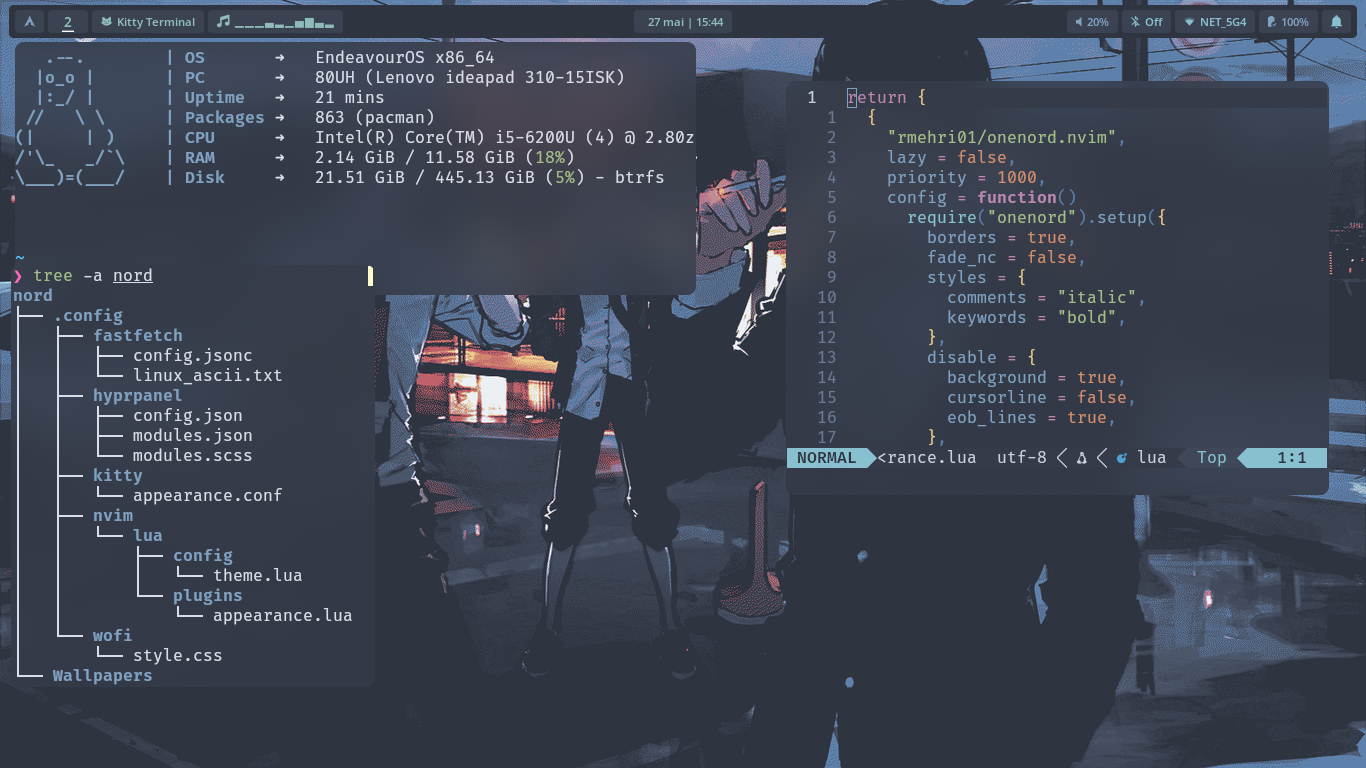 2 Kitty Terminal 27 mai | 15:44 20% Off NET_5G4 100%
.--. | OS → EndeavourOS x86_64
|o_o | | PC → 80UH (Lenovo ideapad 310-15ISK)
|:_/ | | Uptime → 21 mins
// \ \ | Packages → 863 (pacman)
(| | ) | CPU → Intel(R) Core(TM) i5-6200U (4) @ 2.80z
/'\_ _/`\ | RAM → 2.14 GiB / 11.58 GiB (18%)
\___)=(___/ | Disk → 21.51 GiB / 445.13 GiB (5%) - btrfs
~
❯ tree -a nord
nord
├── .config
│   ├── fastfetch
│   │   ├── config.jsonc
│   │   └── linux_ascii.txt
│   ├── hyprpanel
│   │   ├── config.json
│   │   ├── modules.json
│   │   └── modules.scss
│   ├── kitty
│   │   └── appearance.conf
│   ├── nvim
│   │   └── lua
│   │       ├── config
│   │       │   └── theme.lua
│   │       └── plugins
│   │           └── appearance.lua
│   └── wofi
│       └── style.css
└── Wallpapers
1 return {
1 {
2 "rmehri01/onenord.nvim",
3 lazy = false,
4 priority = 1000,
5 config = function()
6 require("onenord").setup({
7 borders = true,
8 fade_nc = false,
9 styles = {
10 comments = "italic",
11 keywords = "bold",
12 },
13 disable = {
14 background = true,
15 cursorline = false,
16 eob_lines = true,
17 },
NORMAL <rance.lua utf-8 < < lua Top 1:1